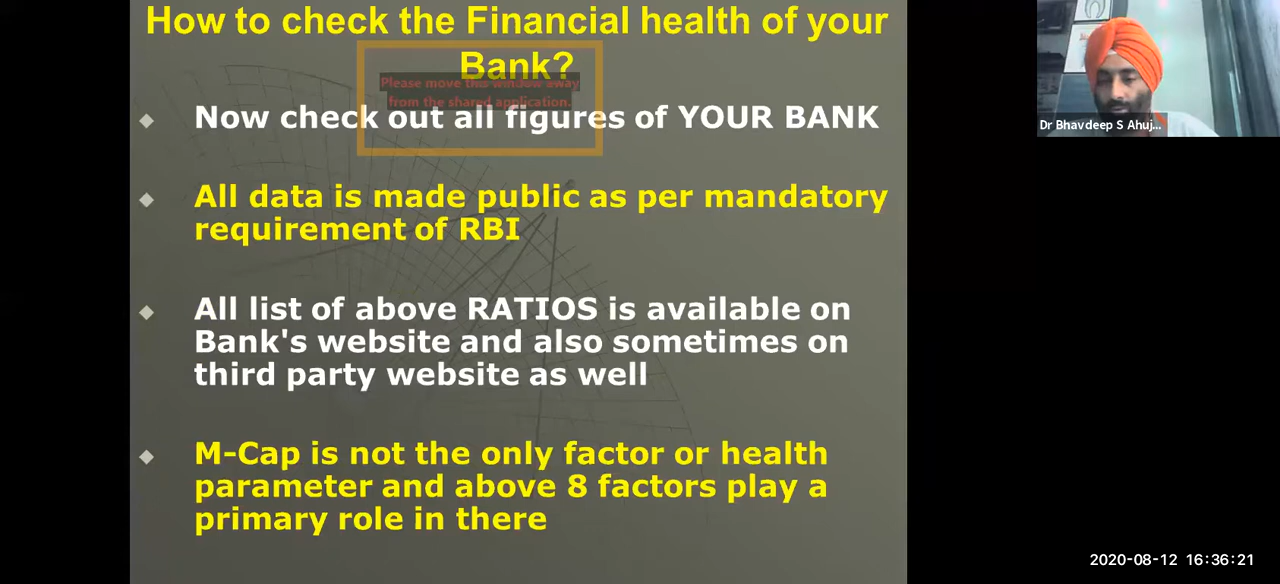 How to check the Financial health of your
Bank?
Please move this window away
from the shared application.
Now check out all figures of YOUR BANK
All data is made public as per mandatory
requirement of RBI
All list of above RATIOS is available on
Bank's website and also sometimes on
third party website as well
M-Cap is not the only factor or health
parameter and above 8 factors play a
primary role in there
Dr Bhavdeep S Ahuj...
2020-08-12 16:36:21